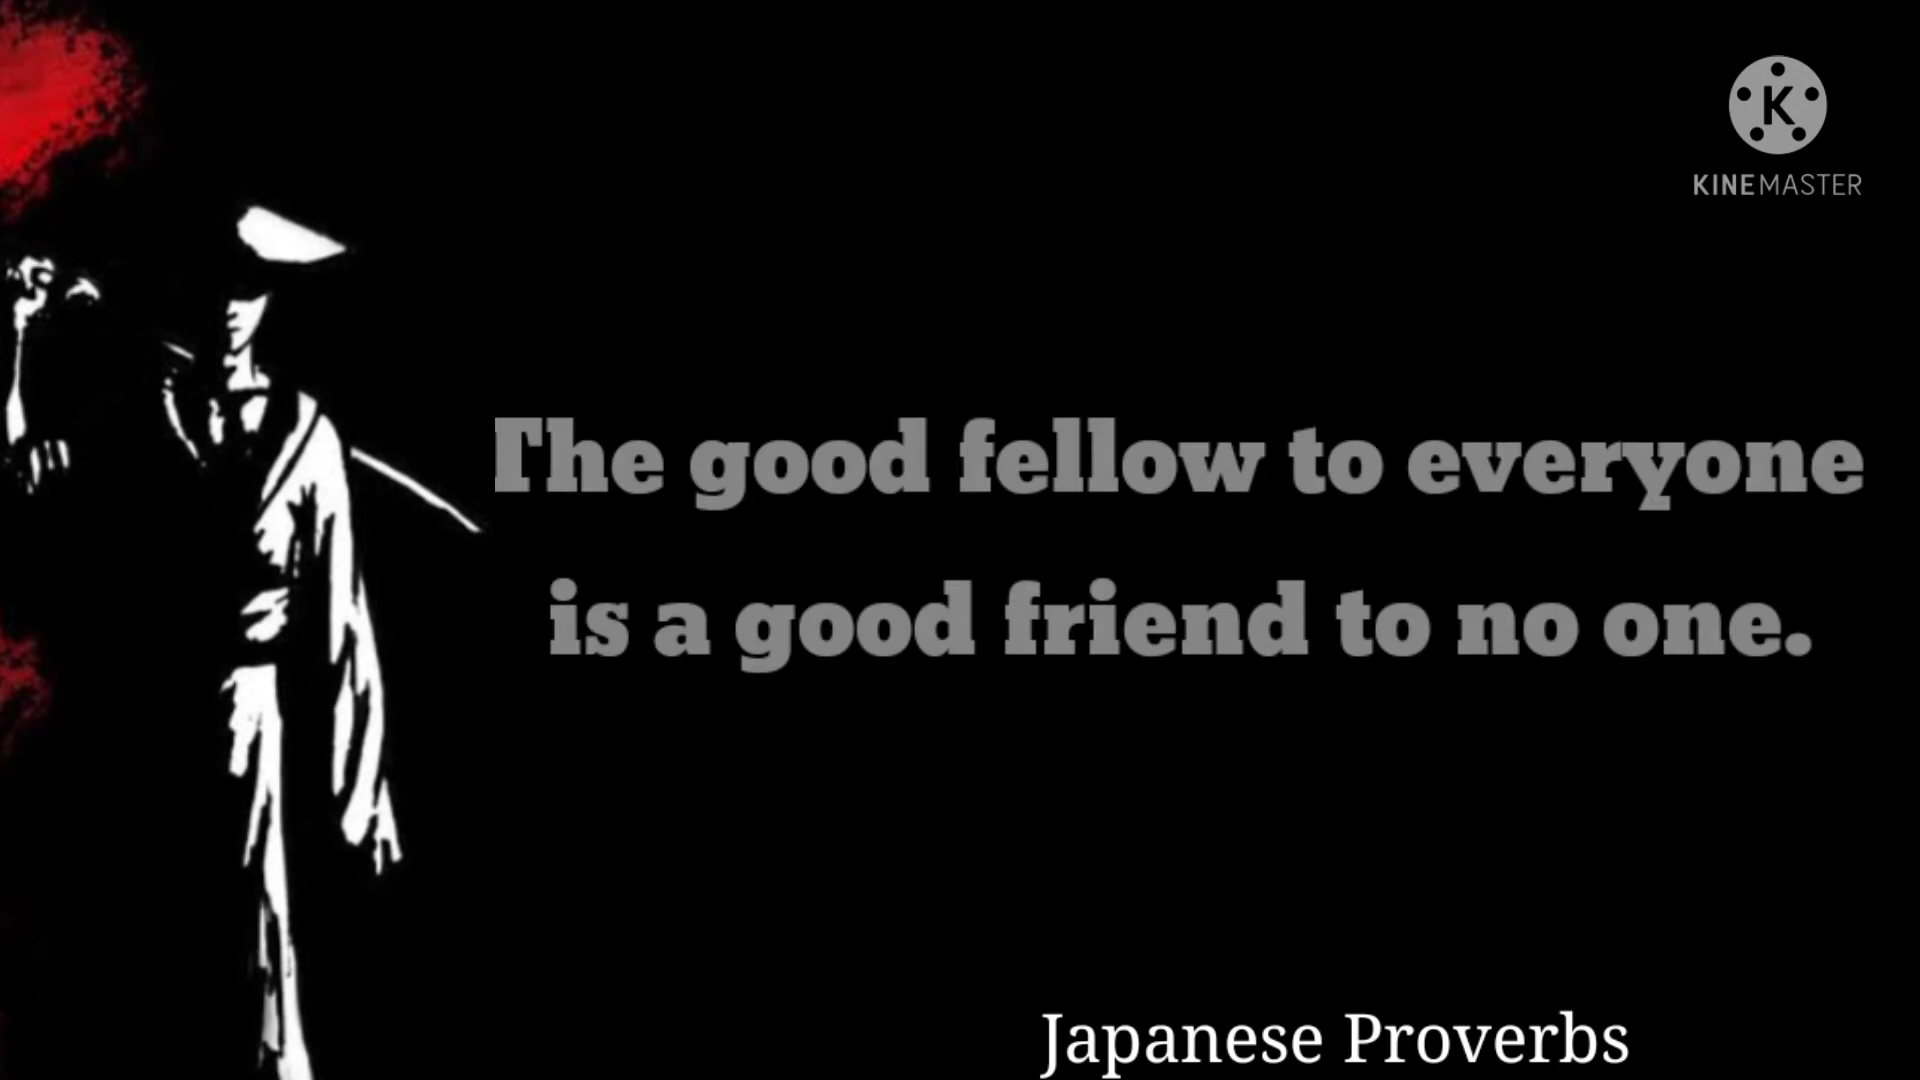 KINEMASTER
The good fellow to everyone
is a good friend to no one.
Japanese Proverbs